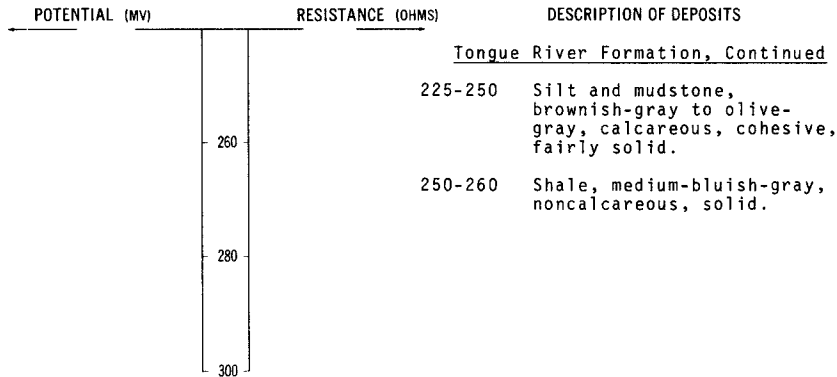 POTENTIAL (MV) RESISTANCE (OHMS) DESCRIPTION OF DEPOSITS
Tongue River Formation, Continued
225-250 Silt and mudstone,
brownish-gray to olive-
gray, calcareous, cohesive,
fairly solid.
250-260 Shale, medium-bluish-gray,
noncalcareous, solid.
260
280
300